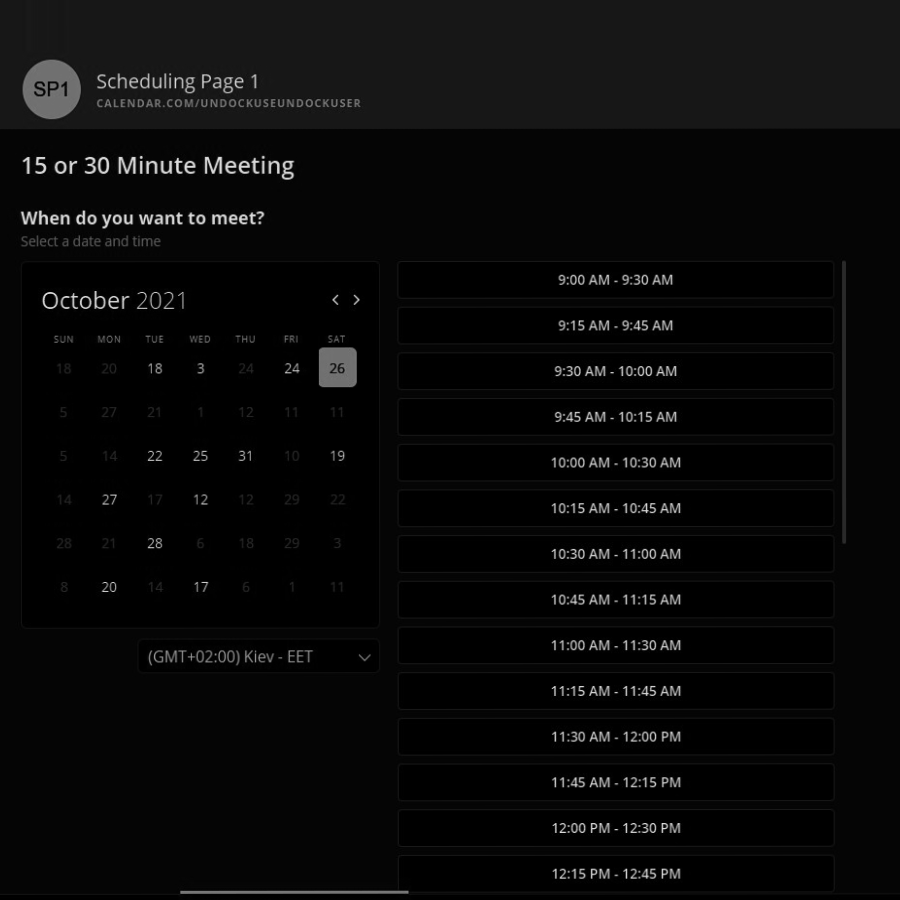 SP1
Scheduling Page 1
CALENDAR.COM/UNDOCKUSEUNDOCKUSER
15 or 30 Minute Meeting
When do you want to meet?
Select a date and time
October 2021
SUN MON TUE WED THU FRI SAT
18 20 18 3 24 24 26
5 27 21 1 12 11 11
5 14 22 25 31 10 19
14 27 17 12 12 29 22
28 21 28 6 18 29 3
8 20 14 17 6 1 11
(GMT+02:00) Kiev - EET
9:00 AM - 9:30 AM
9:15 AM - 9:45 AM
9:30 AM - 10:00 AM
9:45 AM - 10:15 AM
10:00 AM - 10:30 AM
10:15 AM - 10:45 AM
10:30 AM - 11:00 AM
10:45 AM - 11:15 AM
11:00 AM - 11:30 AM
11:15 AM - 11:45 AM
11:30 AM - 12:00 PM
11:45 AM - 12:15 PM
12:00 PM - 12:30 PM
12:15 PM - 12:45 PM